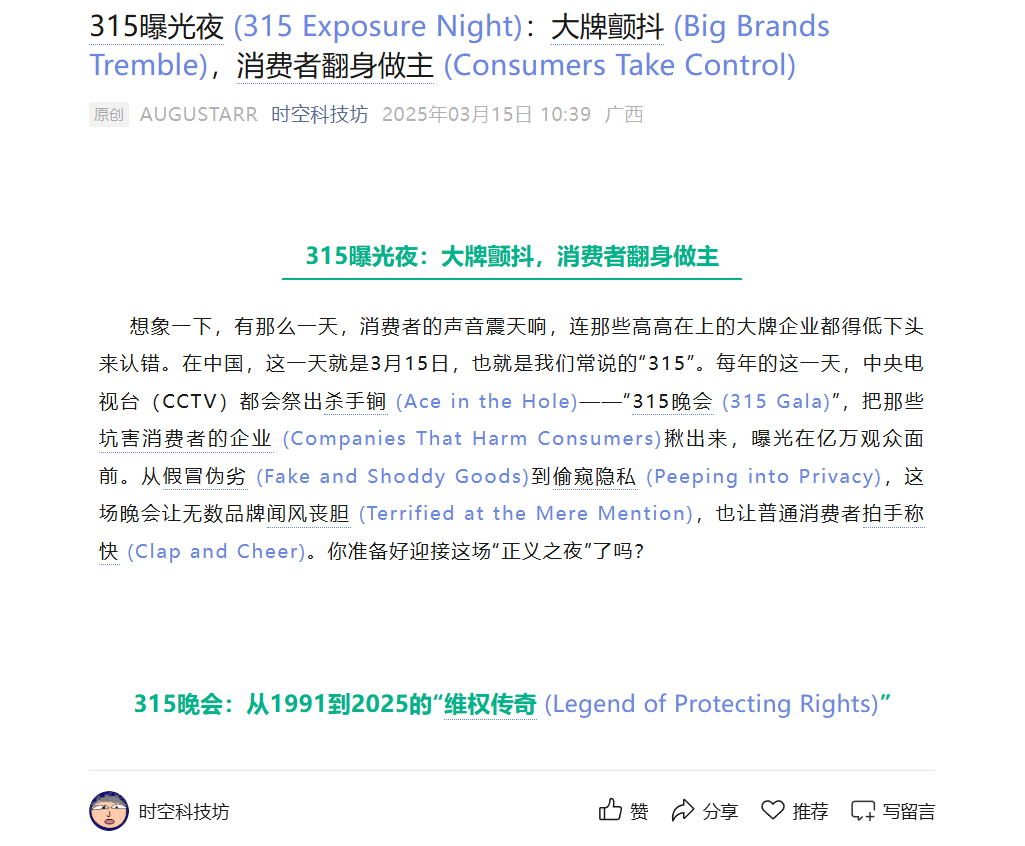 315曝光夜 (315 Exposure Night)：大牌颤抖 (Big Brands
Tremble)，消费者翻身做主 (Consumers Take Control)
原创 AUGUSTARR 时空科技坊 2025年03月15日 10:39 广西
315曝光夜：大牌颤抖，消费者翻身做主
想象一下，有那么一天，消费者的声音震天响，连那些高高在上的大牌企业都得低下头
来认错。在中国，这一天就是3月15日，也就是我们常说的“315”。每年的这一天，中央电
视台（CCTV）都会祭出杀手锏 (Ace in the Hole)——“315晚会 (315 Gala)”，把那些
坑害消费者的企业 (Companies That Harm Consumers)揪出来，曝光在亿万观众面
前。从假冒伪劣 (Fake and Shoddy Goods)到偷窥隐私 (Peeping into Privacy)，这
场晚会让无数品牌闻风丧胆 (Terrified at the Mere Mention)，也让普通消费者拍手称
快 (Clap and Cheer)。你准备好迎接这场“正义之夜”了吗？
315晚会：从1991到2025的“维权传奇 (Legend of Protecting Rights)”
时空科技坊 赞 分享 推荐 写留言